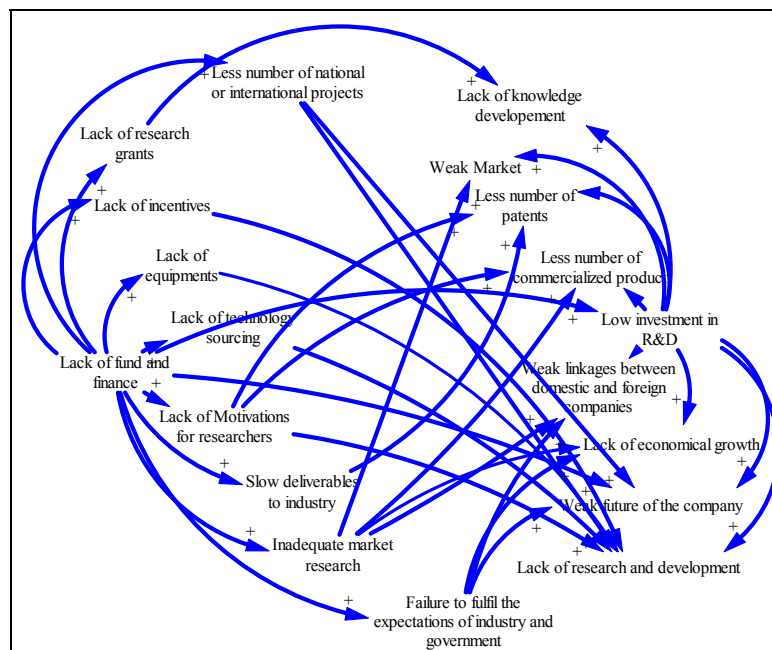 Less number of national
or international projects
Lack of knowledge
developement
Lack of research
grants
Weak Market
Less number of
patents
Lack of incentives
Lack of
equipments
Less number of
commercialized product
Lack of technology
sourcing
Low investment in
R&D
Lack of fund and
finance
Weak linkages between
domestic and foreign
companies
Lack of Motivations
for researchers
Lack of economical growth
Slow deliverables
to industry
Weak future of the company
Inadequate market
research
Lack of research and development
Failure to fulfil the
expectations of industry and
government